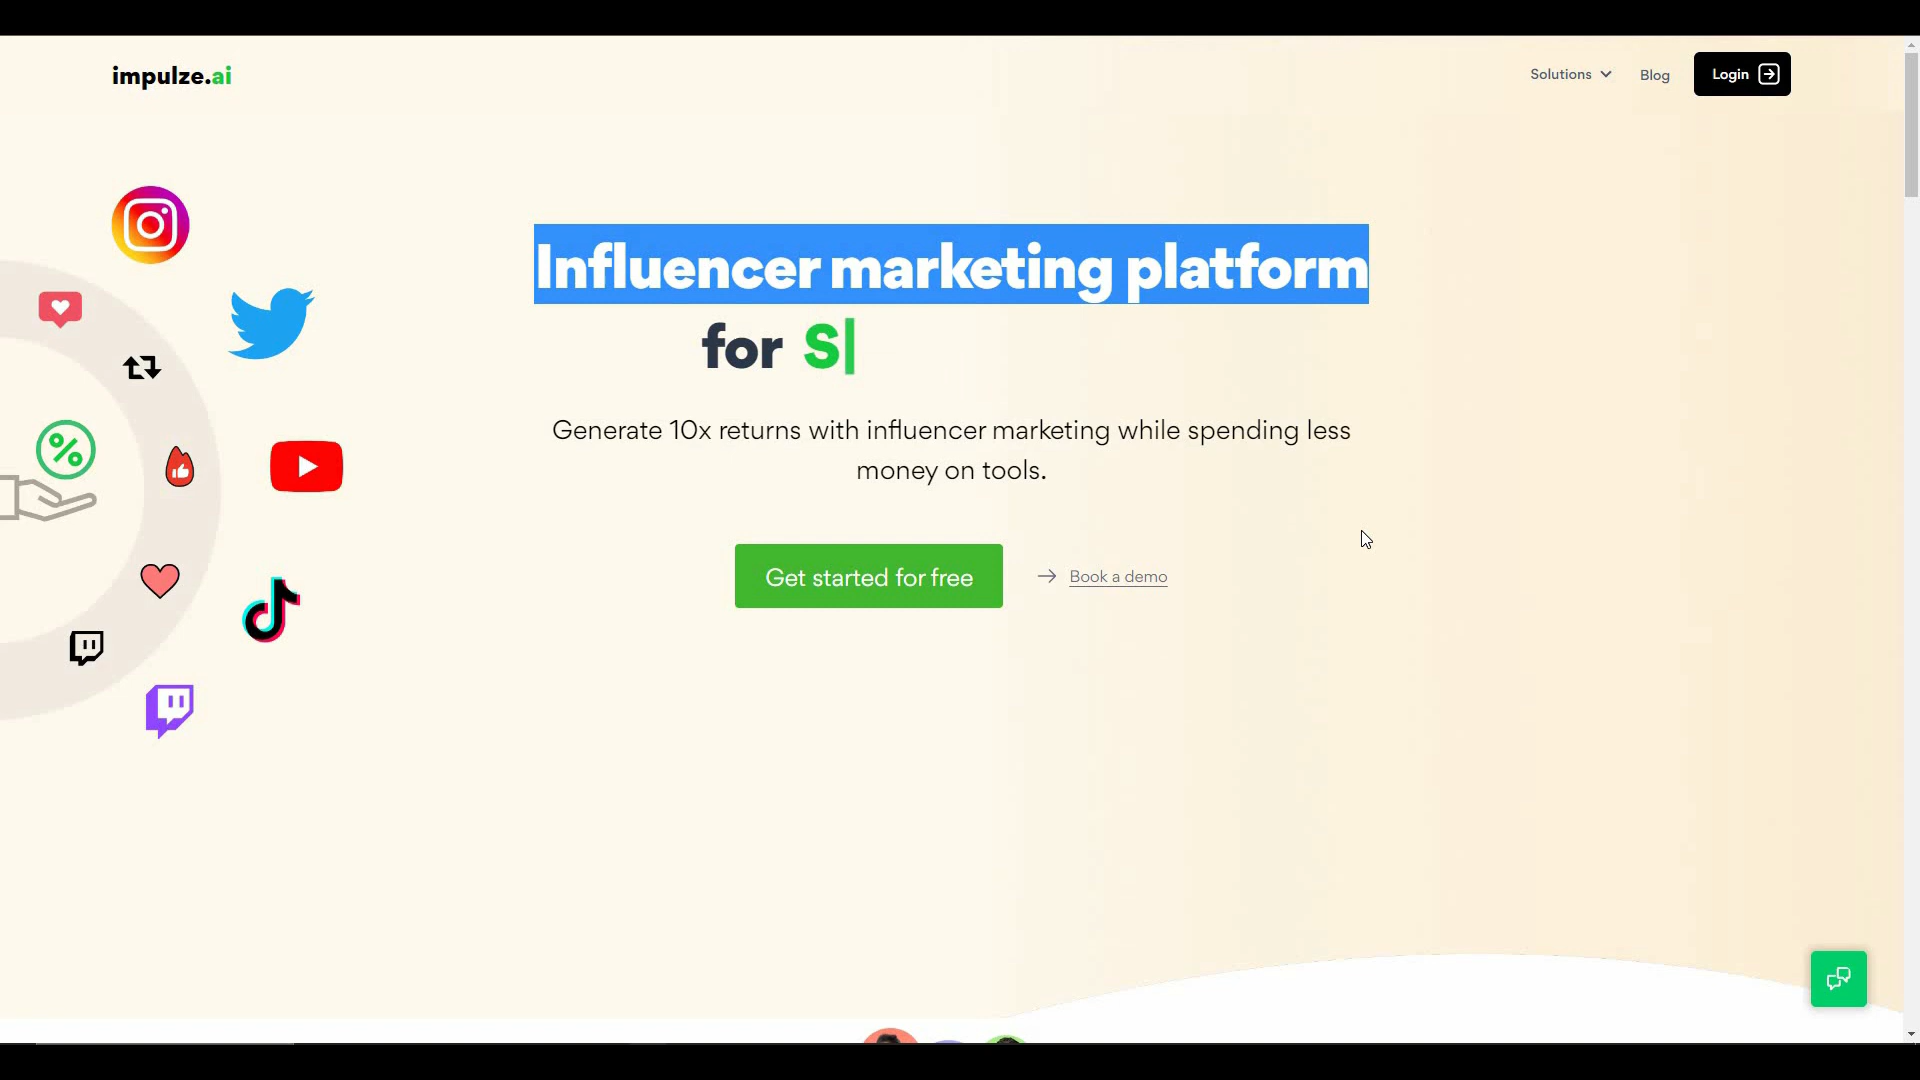 impulze.ai
Solutions
Blog
Login
Influencer marketing platform
for S
Generate 10x returns with influencer marketing while spending less
money on tools.
Get started for free
Book a demo